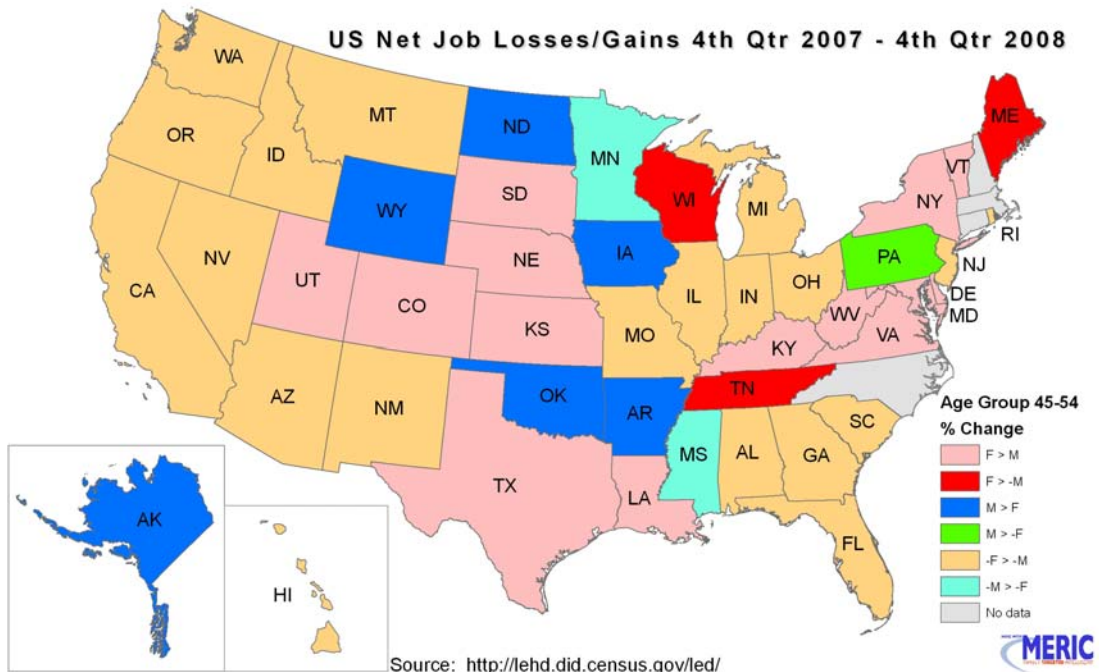 US Net Job Losses/Gains 4th Qtr 2007 - 4th Qtr 2008
WA
MT
ND
ME
OR
ID
MN
VT
SD
WI
NY
WY
MI
RI
IA
PA
NE
NV
NJ
OH
UT
IL
IN
DE
CA
CO
WV
MD
KS
MO
VA
KY
TN
AZ
OK
NM
AR
SC
MS
AL
GA
TX
LA
FL
AK
HI
Age Group 45-54
% Change
F > M
F > -M
M > F
M > -F
-F > -M
-M > -F
No data
MERIC
Source: http://lehd.did.census.gov/led/